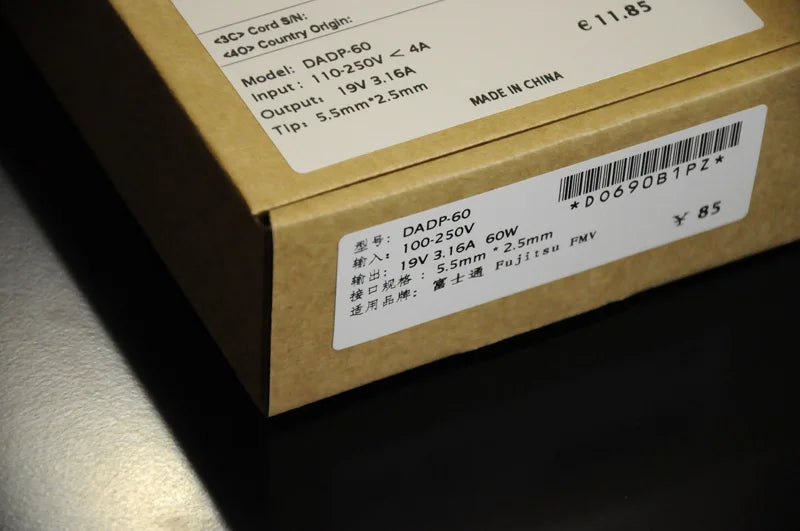 <3C> Cord S/N:
<4O> Country Origin:
Model: DADP-60
Input: 110-250V < 4A
Output: 19V 3.16A
Tip: 5.5mm*2.5mm
MADE IN CHINA
e 11.85
*D0690B1PZ*
型号: DADP-60
输入: 100-250V
输出: 19V 3.16A 60W
接口规格: 5.5mm * 2.5mm
适用品牌: 富士通 Fujitsu FMV
¥ 85